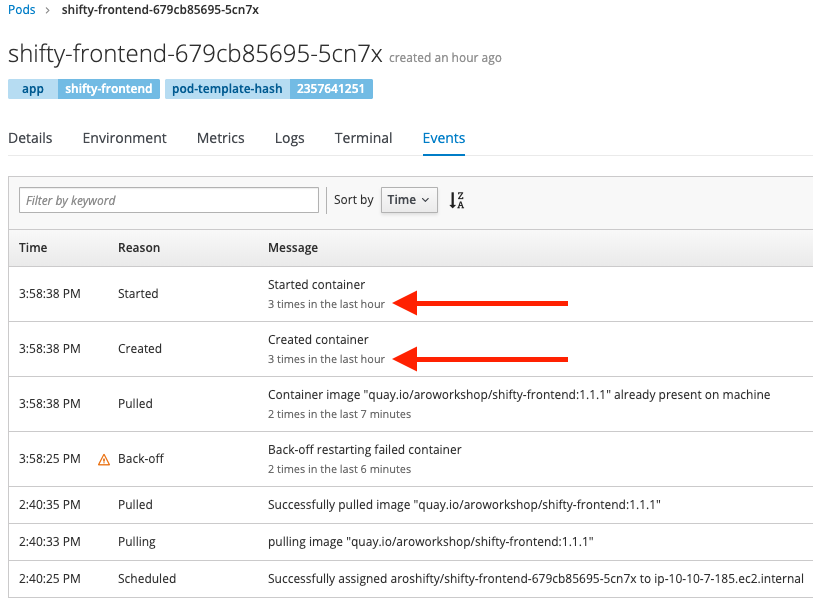 Pods > shifty-frontend-679cb85695-5cn7x
shifty-frontend-679cb85695-5cn7x created an hour ago
app shifty-frontend pod-template-hash 2357641251
Details Environment Metrics Logs Terminal Events
Filter by keyword Sort by Time Z A
Time Reason Message
3:58:38 PM Started Started container
3 times in the last hour
3:58:38 PM Created Created container
3 times in the last hour
3:58:38 PM Pulled Container image "quay.io/aroworkshop/shifty-frontend:1.1.1" already present on machine
2 times in the last 7 minutes
3:58:25 PM Back-off Back-off restarting failed container
2 times in the last 6 minutes
2:40:35 PM Pulled Successfully pulled image "quay.io/aroworkshop/shifty-frontend:1.1.1"
2:40:33 PM Pulling pulling image "quay.io/aroworkshop/shifty-frontend:1.1.1"
2:40:25 PM Scheduled Successfully assigned aroshifty/shifty-frontend-679cb85695-5cn7x to ip-10-10-7-185.ec2.internal